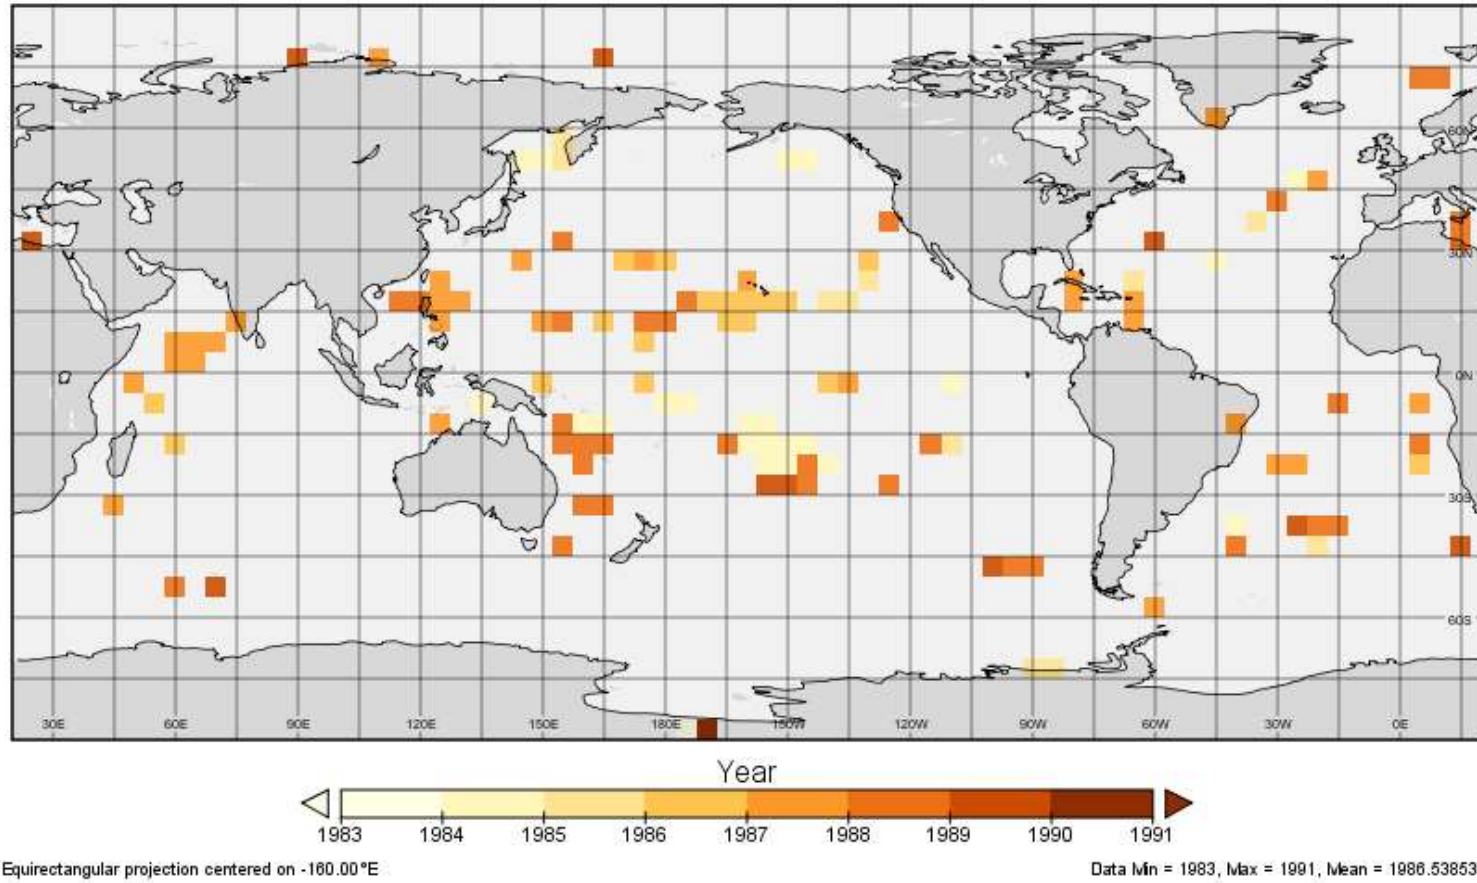 60N
30N
0N
30S
60S
30E 60E 90E 120E 150E 180E 150W 120W 90W 60W 30W 0E
Year
1983 1984 1985 1986 1987 1988 1989 1990 1991
Equirectangular projection centered on -160.00°E
Data Min = 1983, Max = 1991, Mean = 1986.53853